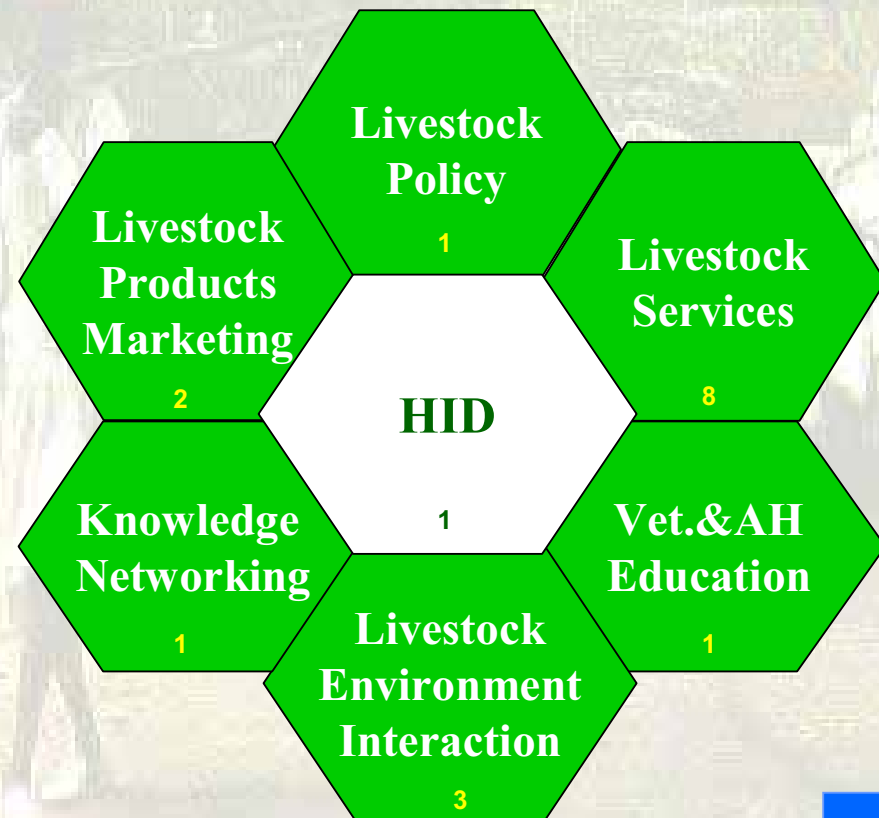 Livestock
Policy
1
Livestock
Products
Marketing
2
Livestock
Services
8
HID
1
Knowledge
Networking
1
Vet.&AH
Education
1
Livestock
Environment
Interaction
3